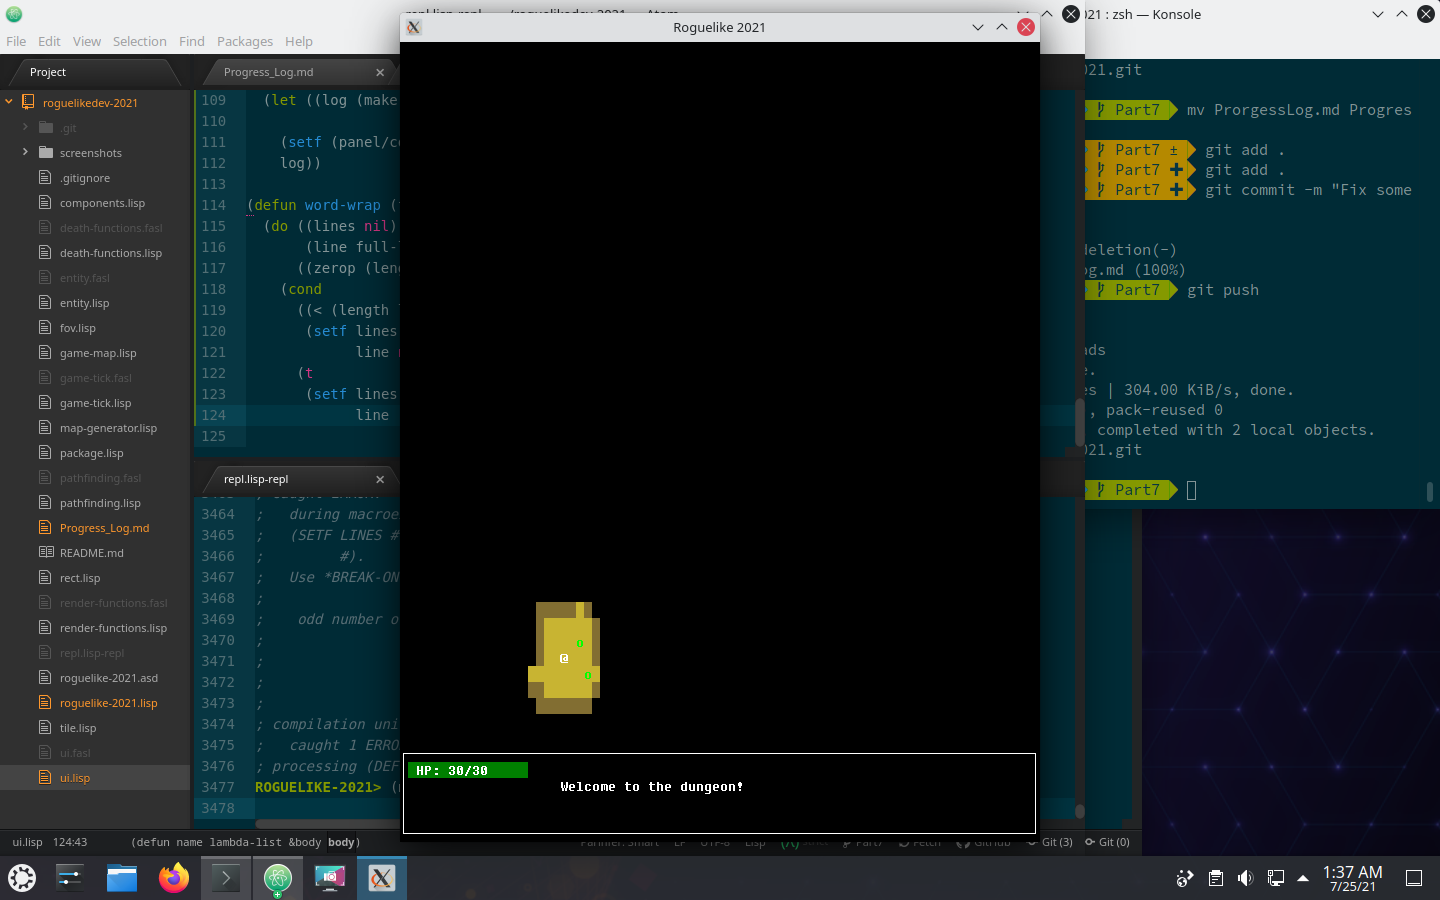 Roguelike 2021
021 : zsh — Konsole
File Edit View Selection Find Packages Help
Project
roguelikedev-2021
.git
screenshots
.gitignore
components.lisp
death-functions.fasl
death-functions.lisp
entity.fasl
entity.lisp
fov.lisp
game-map.lisp
game-tick.fasl
game-tick.lisp
map-generator.lisp
package.lisp
pathfinding.fasl
pathfinding.lisp
Progress_Log.md
README.md
rect.lisp
render-functions.fasl
render-functions.lisp
repl.lisp-repl
roguelike-2021.asd
roguelike-2021.lisp
tile.lisp
ui.fasl
ui.lisp
Progress_Log.md
109 (let ((log (make
110
111 (setf (panel/co
112 log))
113
114 (defun word-wrap (
115 (do ((lines nil)
116 (line full-
117 ((zerop (leng
118 (cond
119 ((< (length
120 (setf lines
121 line
122 (t
123 (setf lines
124 line
125
repl.lisp-repl
3464 ; during macroe
3465 ; (SETF LINES #
3466 ; #).
3467 ; Use *BREAK-ON
3468 ;
3469 ; odd number o
3470 ;
3471 ;
3472 ;
3473 ;
3474 ; compilation uni
3475 ; caught 1 ERRO
3476 ; processing (DEF
3477 ROGUELIKE-2021> (
3478
@
o
o
HP: 30/30
Welcome to the dungeon!
021.git
Part7 mv ProrgessLog.md Progres
Part7 ± git add .
Part7 ✚ git add .
Part7 ✚ git commit -m "Fix some
deletion(-)
og.md (100%)
Part7 git push
ads
e.
es | 304.00 KiB/s, done.
, pack-reused 0
completed with 2 local objects.
021.git
Part7
ui.lisp 124:43 (defun name lambda-list &body body)
Git (3) Git (0)
1:37 AM
7/25/21